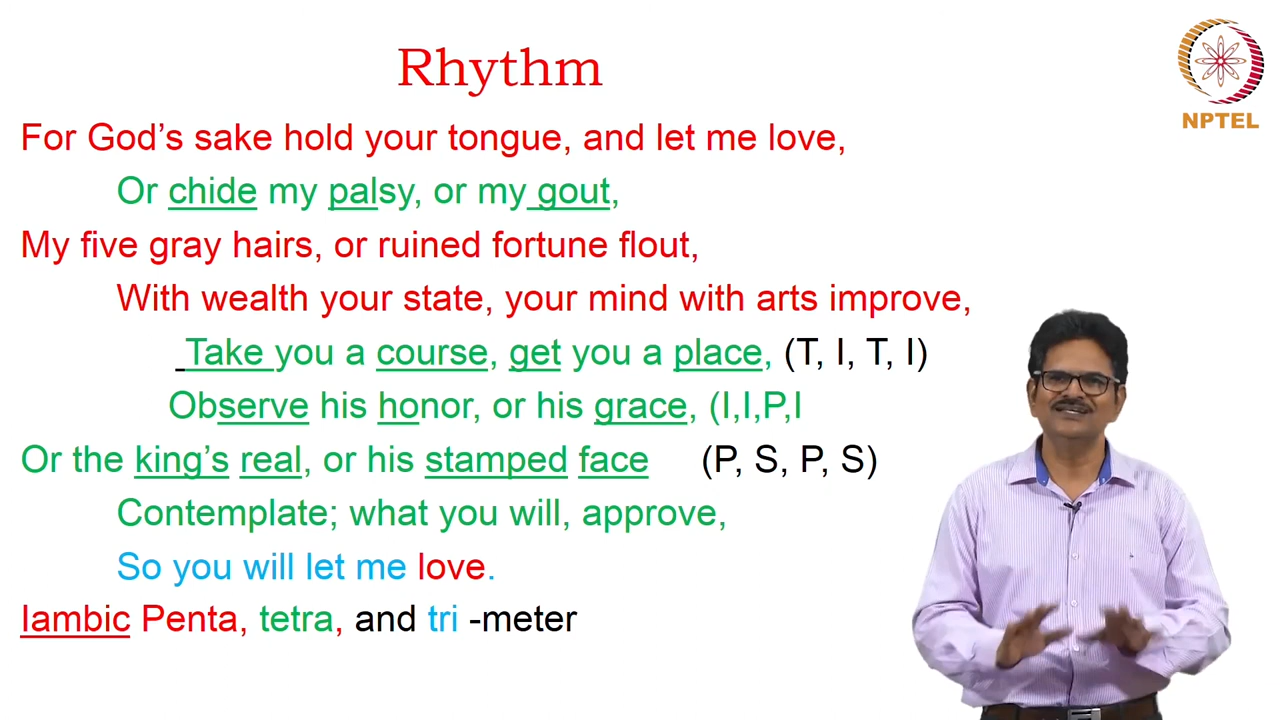 Rhythm
NPTEL
For God's sake hold your tongue, and let me love,
Or chide my palsy, or my gout,
My five gray hairs, or ruined fortune flout,
With wealth your state, your mind with arts improve,
Take you a course, get you a place, (T, I, T, I)
Observe his honor, or his grace, (I,I,P,I
Or the king's real, or his stamped face (P, S, P, S)
Contemplate; what you will, approve,
So you will let me love.
Iambic Penta, tetra, and tri -meter